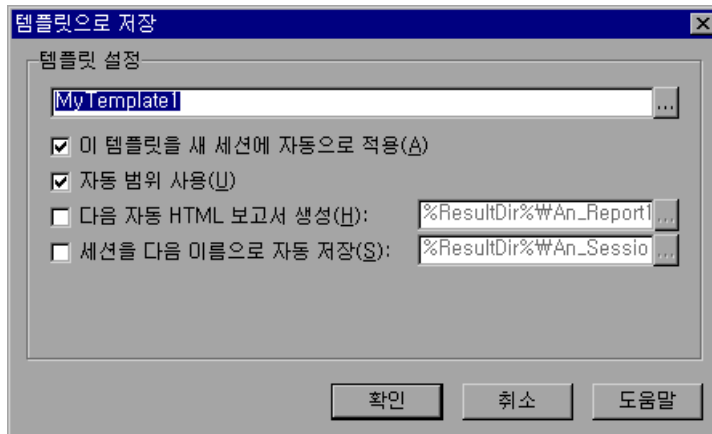 템플릿으로 저장
템플릿 설정
MyTemplate1
...
이 템플릿을 새 세션에 자동으로 적용(A)
자동 범위 사용(U)
다음 자동 HTML 보고서 생성(H): %ResultDir%₩An_Report1 ...
세션을 다음 이름으로 자동 저장(S): %ResultDir%₩An_Sessio ...
확인 취소 도움말